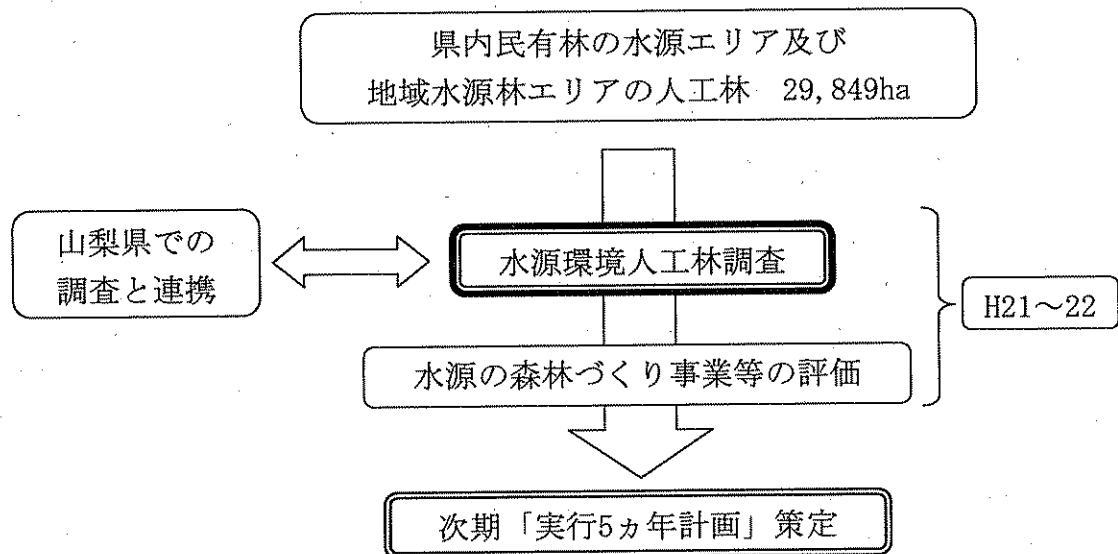 県内民有林の水源エリア及び
地域水源林エリアの人工林 29,849ha
山梨県での
調査と連携
水源環境人工林調査
H21～22
水源の森林づくり事業等の評価
次期「実行5ヵ年計画」策定